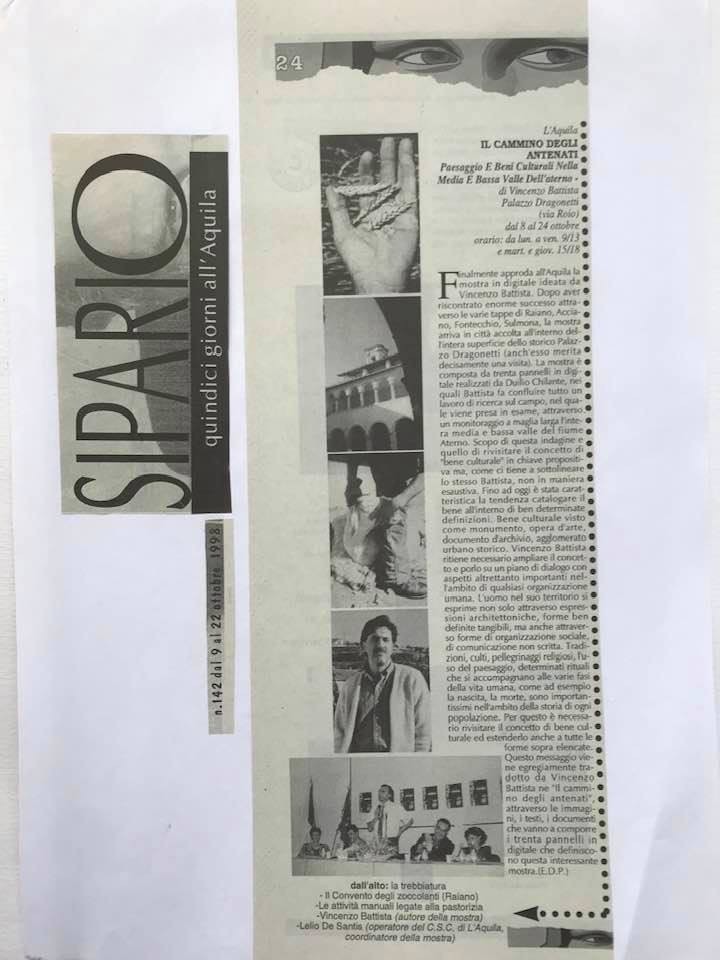 SIPARIO
quindici giorni all'Aquila
n.142 dal 9 al 22 ottobre 1998
24
L'Aquila
IL CAMMINO DEGLI
ANTENATI
Paesaggio E Beni Culturali Nella
Media E Bassa Valle Dell'aterno -
di Vincenzo Battista
Palazzo Dragonetti
(via Roio)
dal 8 al 24 ottobre
orario: da lun. a ven. 9/13
e mart. e giov. 15/18
Finalmente approda all'Aquila la
mostra in digitale ideata da
Vincenzo Battista. Dopo aver
riscontrato enorme successo attra-
verso le varie tappe di Raiano, Accia-
no, Fontecchio, Sulmona, la mostra
arriva in città accolta all'interno del-
l'intera superficie dello storico Palaz-
zo Dragonetti (anch'esso merita
decisamente una visita). La mostra è
composta da trenta pannelli in digi-
tale realizzati da Duilio Chilante, nei
quali Battista fa confluire tutto un
lavoro di ricerca sul campo, nel qua-
le viene presa in esame, attraverso
un monitoraggio a maglia larga l'inte-
ra media e bassa valle del fiume
Aterno. Scopo di questa indagine e
quello di rivisitare il concetto di
"bene culturale" in chiave propositi-
va ma, come ci tiene a sottolineare
lo stesso Battista, non in maniera
esaustiva. Fino ad oggi è stata carat-
teristica la tendenza catalogare il
bene all'interno di ben determinate
definizioni. Bene culturale visto
come monumento, opera d'arte,
documento d'archivio, agglomerato
urbano storico. Vincenzo Battista
ritiene necessario ampliare il concet-
to e porlo su un piano di dialogo con
aspetti altrettanto importanti nel-
l'ambito di qualsiasi organizzazione
umana. L'uomo nel suo territorio si
esprime non solo attraverso espres-
sioni architettoniche, forme ben
definite tangibili, ma anche attraver-
so forme di organizzazione sociale,
di comunicazione non scritta. Tradi-
zioni, culti, pellegrinaggi religiosi, l'u-
so del paesaggio, determinati rituali
che si accompagnano alle varie fasi
della vita umana, come ad esempio
la nascita, la morte, sono importan-
tissimi nell'ambito della storia di ogni
popolazione. Per questo è necessa-
rio rivisitare il concetto di bene cul-
turale ed estenderlo anche a tutte le
forme sopra elencate.
Questo messaggio vie-
ne egregiamente tra-
dotto da Vincenzo
Battista ne "Il cammi-
no degli antenati",
attraverso le immagi-
ni, i testi, i documenti
che vanno a comporre
i trenta pannelli in
digitale che definisco-
no questa interessante
mostra.(E.D.P.)
dall'alto: la trebbiatura
- Il Convento degli zoccolanti (Raiano)
-Le attività manuali legate alla pastorizia
-Vincenzo Battista (autore della mostra)
-Lelio De Santis (operatore del C.S.C. di L'Aquila,
coordinatore della mostra)